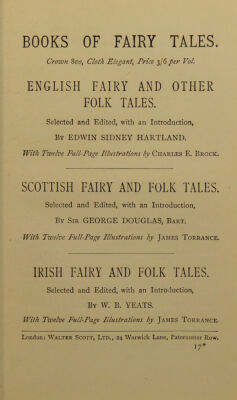 BOOKS OF FAIRY TALES.
Crown 8vo, Cloth Elegant, Price 3/6 per Vol.
ENGLISH FAIRY AND OTHER
FOLK TALES.
Selected and Edited, with an Introduction,
BY EDWIN SIDNEY HARTLAND.
With Twelve Full-Page Illustrations by CHARLES E. BROCK.
SCOTTISH FAIRY AND FOLK TALES.
Selected and Edited, with an Introduction,
BY SIR GEORGE DOUGLAS, BART.
With Twelve Full-Page Illustrations by JAMES TORRANCE.
IRISH FAIRY AND FOLK TALES.
Selected and Edited, with an Introduction,
BY W. B. YEATS.
With Twelve Full-Page Illustrations by JAMES TORRANCE.
London: WALTER SCOTT, LTD., 24 Warwick Lane, Paternoster Row.
17*